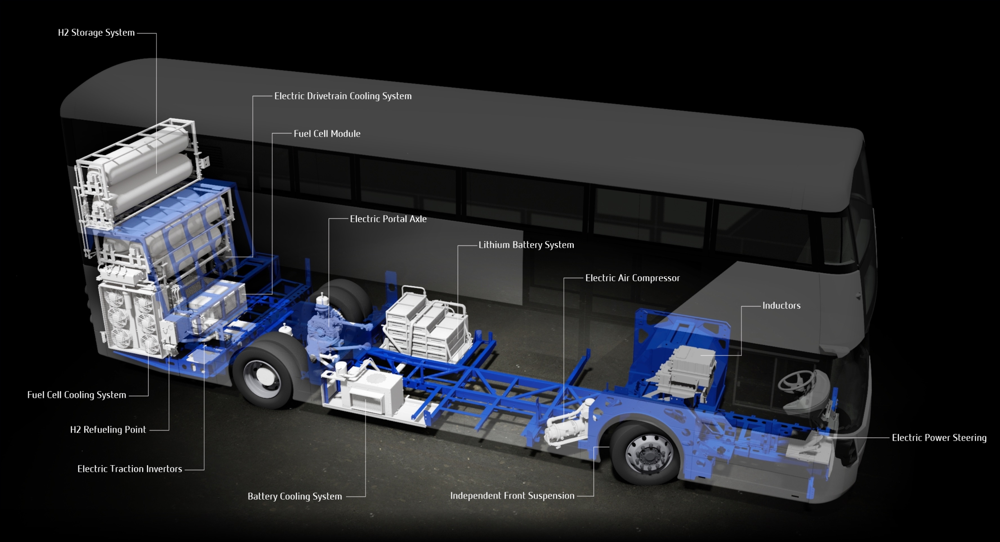 H2 Storage System
Electric Drivetrain Cooling System
Fuel Cell Module
Electric Portal Axle
Lithium Battery System
Electric Air Compressor
Inductors
Fuel Cell Cooling System
H2 Refueling Point
Electric Power Steering
Electric Traction Invertors
Battery Cooling System
Independent Front Suspension